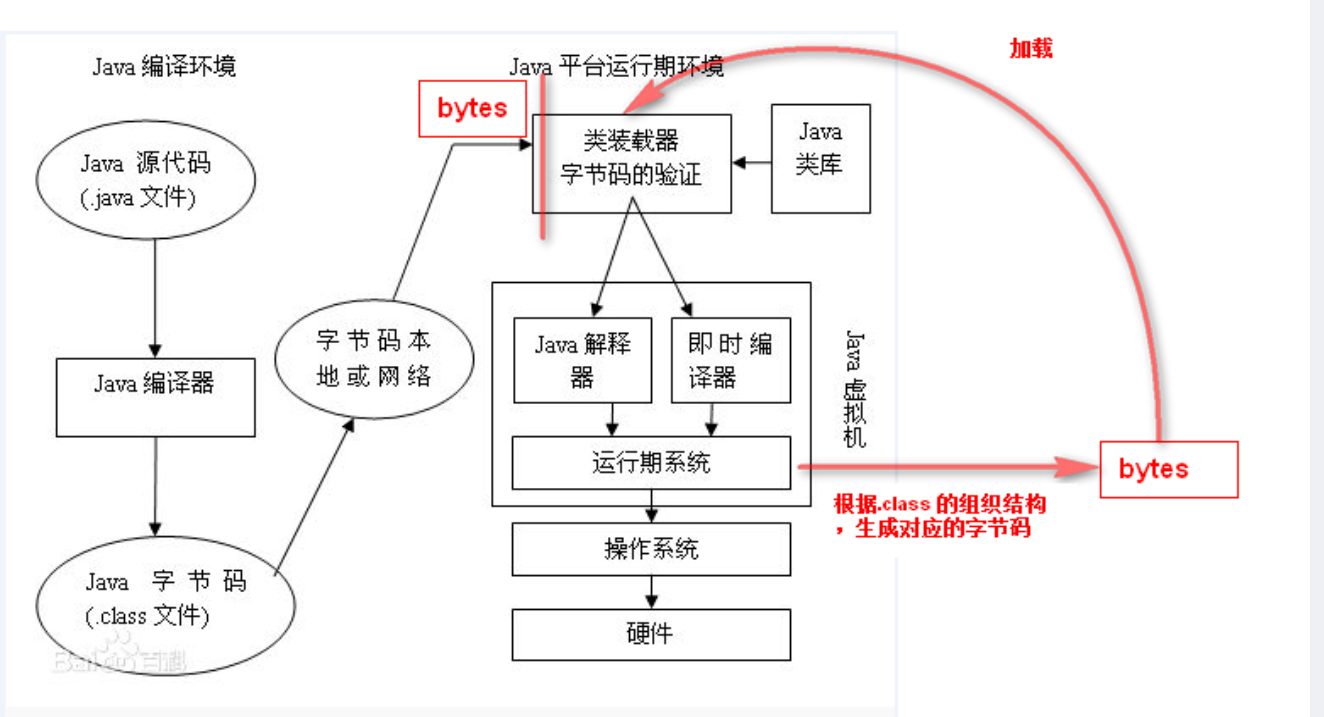 Java 编译环境
Java 平台运行期环境
加载
bytes
Java 源代码
(.java 文件)
类装载器
字节码的验证
Java
类库
字节码本
地或网络
Java 编译器
Java 解释
器
即时编
译器
Java 虚拟机
运行期系统
bytes
根据.class 的组织结构
，生成对应的字节码
操作系统
Java 字节码
(.class 文件)
硬件
Baidu 百科